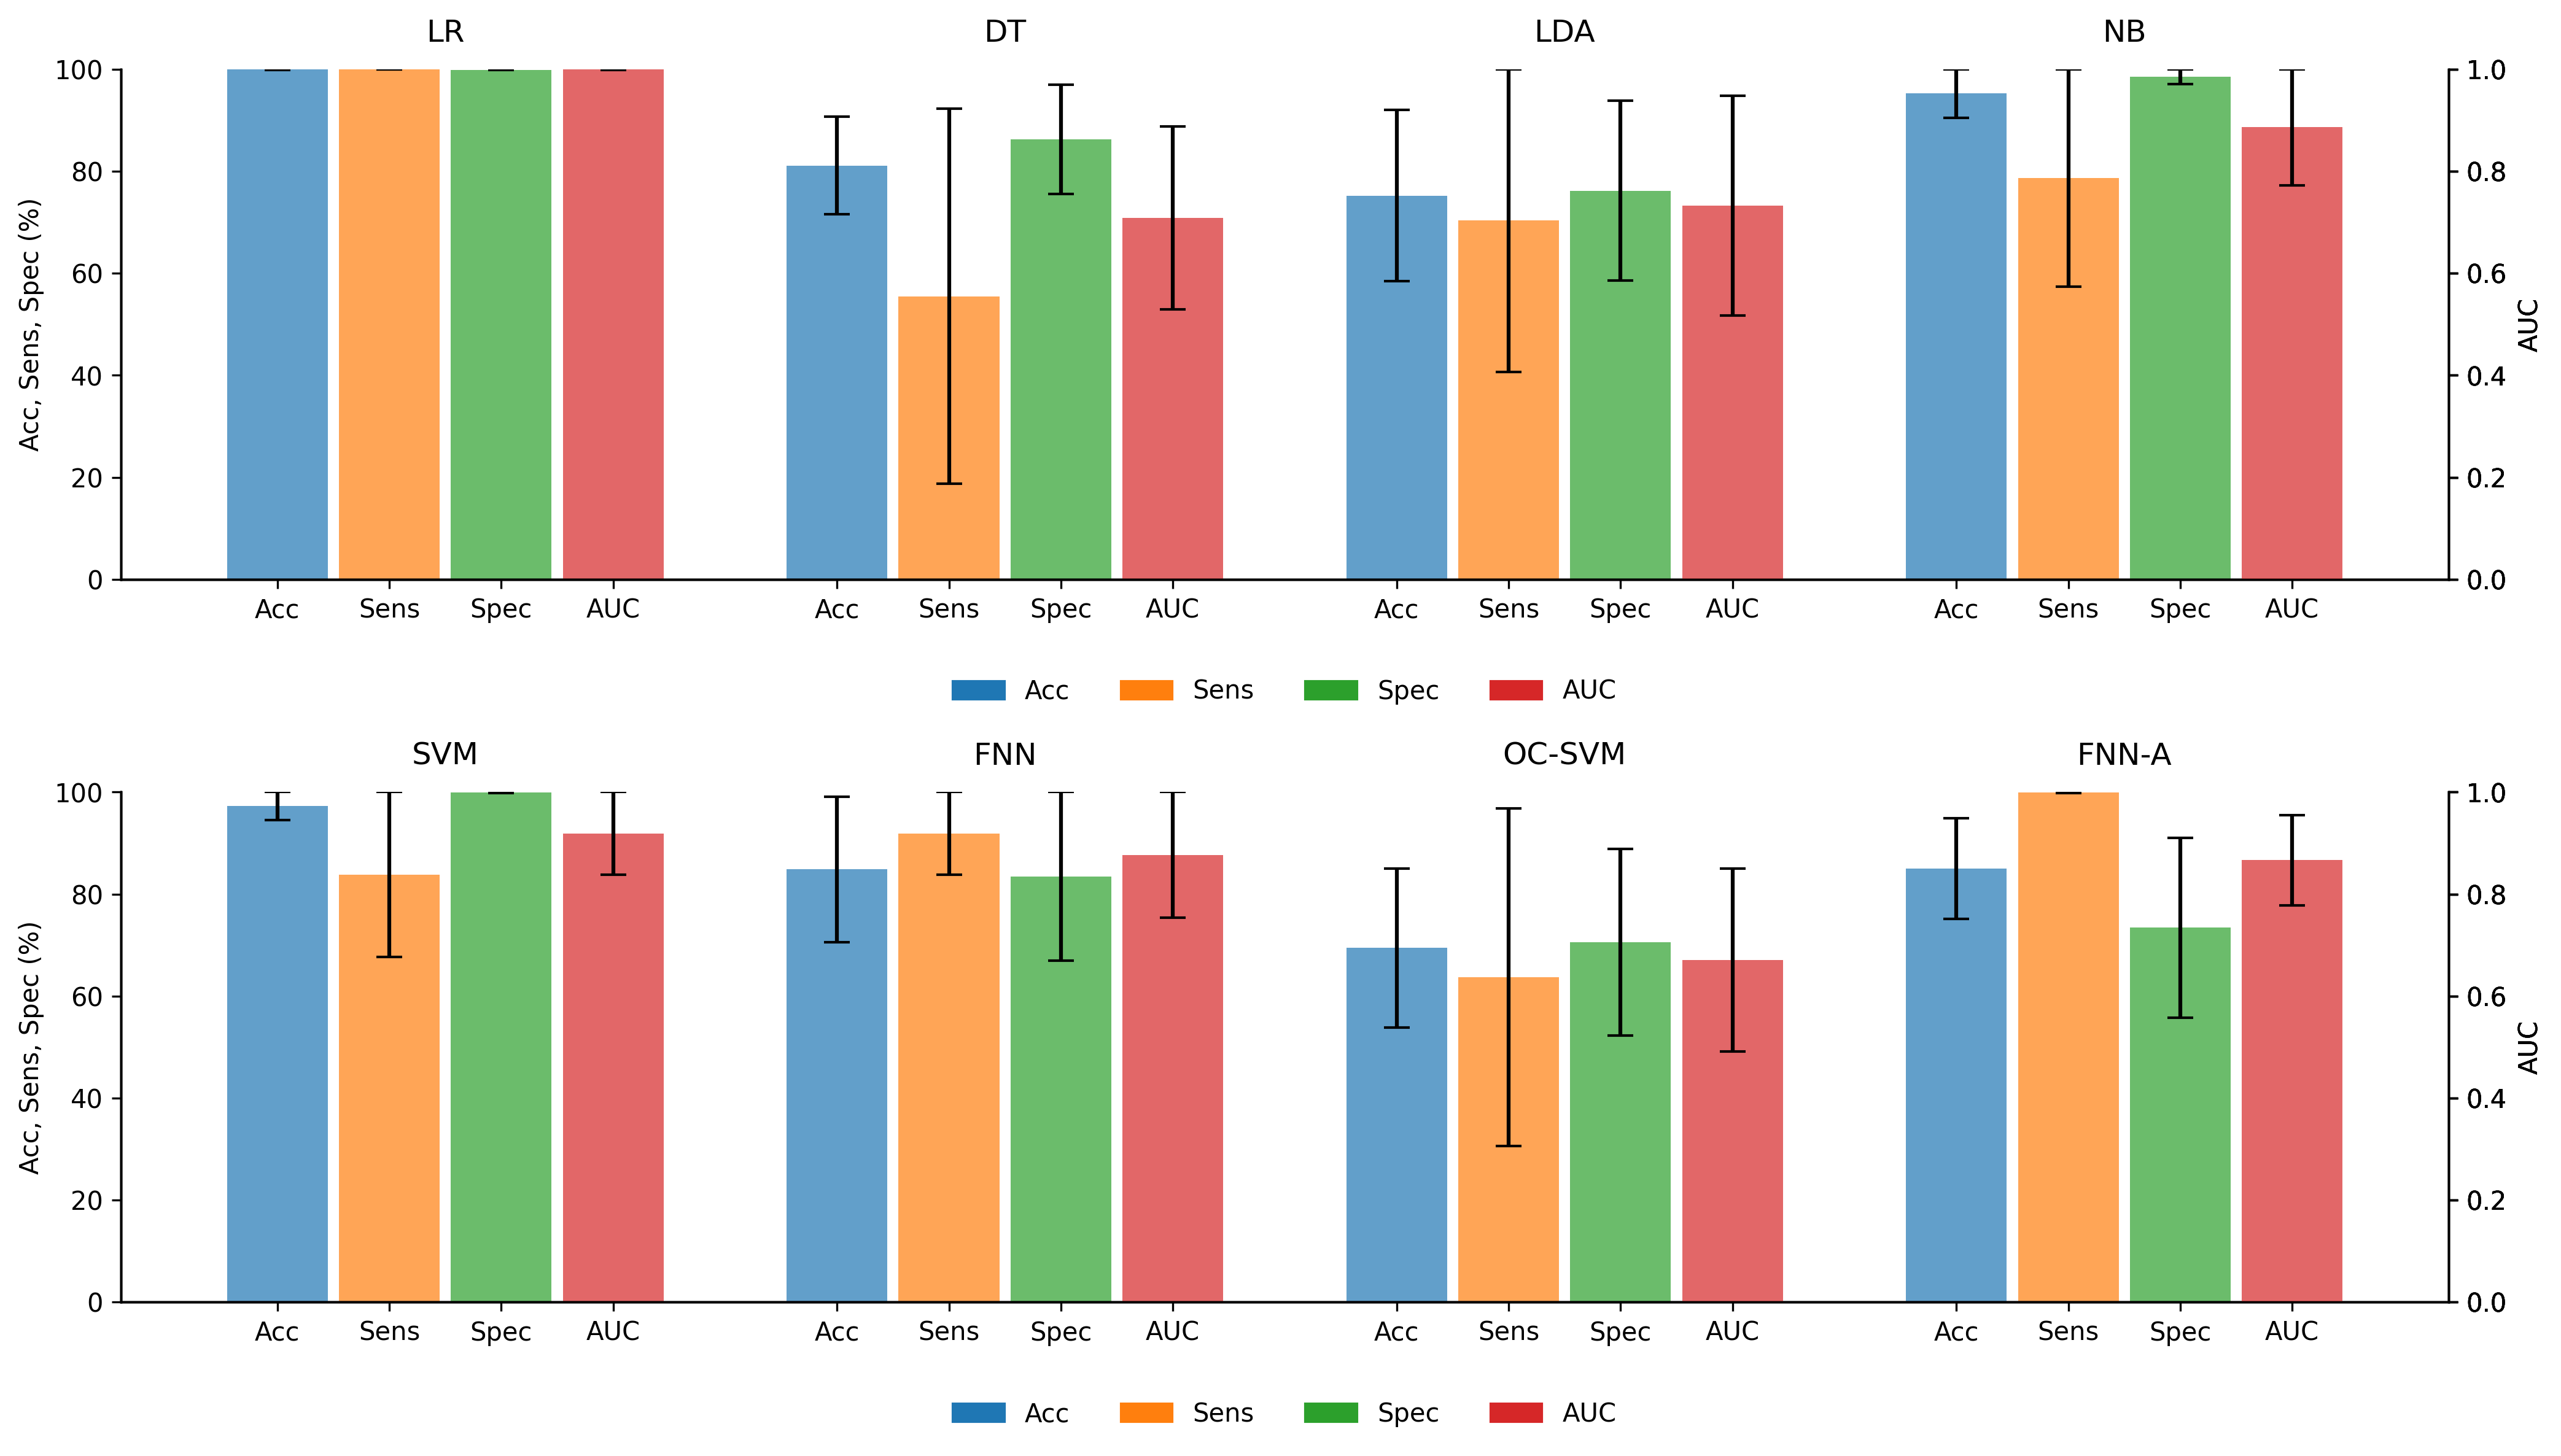 LR DT LDA NB
Acc, Sens, Spec (%)
100
80
60
40
20
0
AUC
1.0
0.8
0.6
0.4
0.2
0.0
Acc Sens Spec AUC Acc Sens Spec AUC Acc Sens Spec AUC Acc Sens Spec AUC
Acc Sens Spec AUC
SVM FNN OC-SVM FNN-A
Acc, Sens, Spec (%)
100
80
60
40
20
0
AUC
1.0
0.8
0.6
0.4
0.2
0.0
Acc Sens Spec AUC Acc Sens Spec AUC Acc Sens Spec AUC Acc Sens Spec AUC
Acc Sens Spec AUC